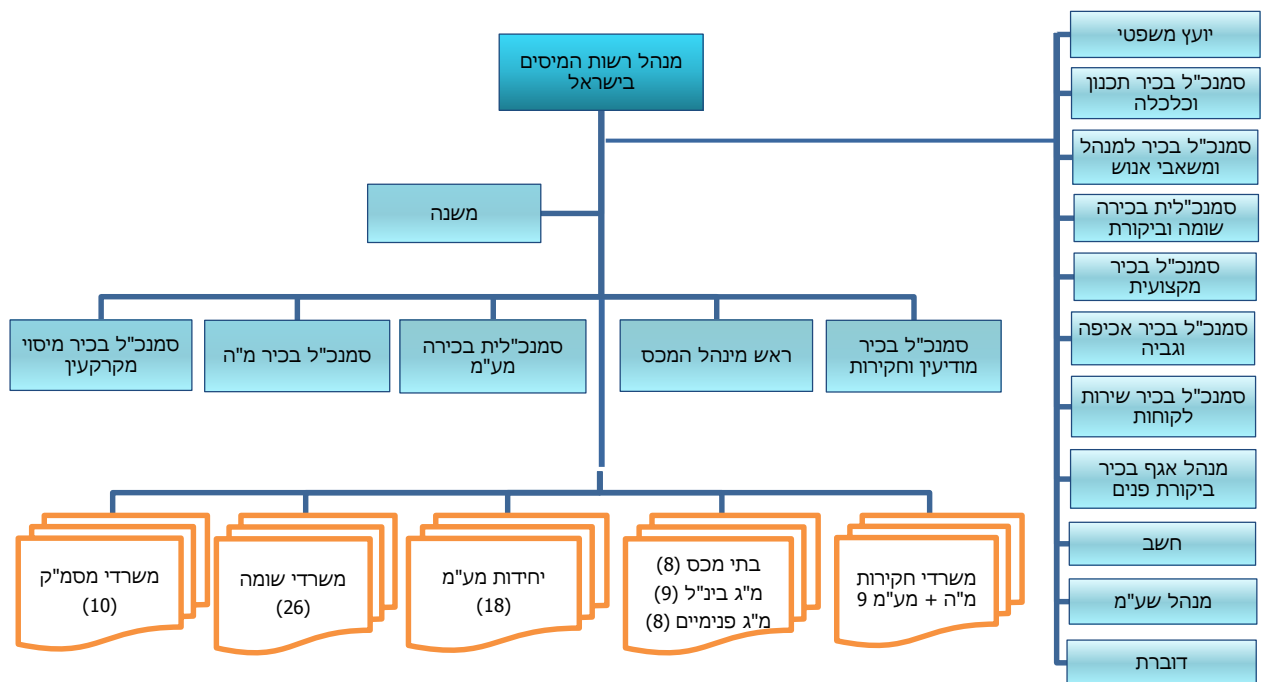 מנהל רשות המיסים
בישראל
משנה
יועץ משפטי
סמנכ"ל בכיר תכנון
וכלכלה
סמנכ"ל בכיר למנהל
ומשאבי אנוש
סמנכ"לית בכירה
שומה וביקורת
סמנכ"ל בכיר
מקצועית
סמנכ"ל בכיר אכיפה
וגביה
סמנכ"ל בכיר שירות
לקוחות
מנהל אגף בכיר
ביקורת פנים
חשב
מנהל שע"מ
דוברת
סמנכ"ל בכיר
מודיעין וחקירות
ראש מינהל המכס
סמנכ"לית בכירה
מע"מ
סמנכ"ל בכיר מ"ה
סמנכ"ל בכיר מיסוי
מקרקעין
משרדי חקירות
מ"ה + מע"מ 9
בתי מכס (8)
מ"ג בינ"ל (9)
מ"ג פנימיים (8)
יחידות מע"מ
(18)
משרדי שומה
(26)
משרדי מסמ"ק
(10)